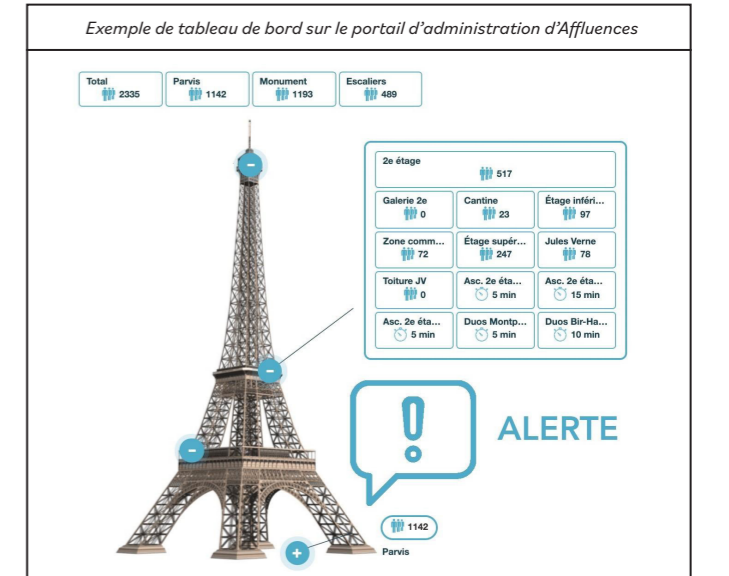 Exemple de tableau de bord sur le portail d'administration d'Affluences
Total Parvis Monument Escaliers
2335 1142 1193 489
2e étage
517
Galerie 2e Cantine Étage inféri...
0 23 97
Zone comm... Étage supér... Jules Verne
72 247 78
Toiture JV Asc. 2e éta... Asc. 2e éta...
0 5 min 15 min
Asc. 2e éta... Duos Montp... Duos Bir-Ha...
5 min 5 min 10 min
ALERTE
1142
Parvis